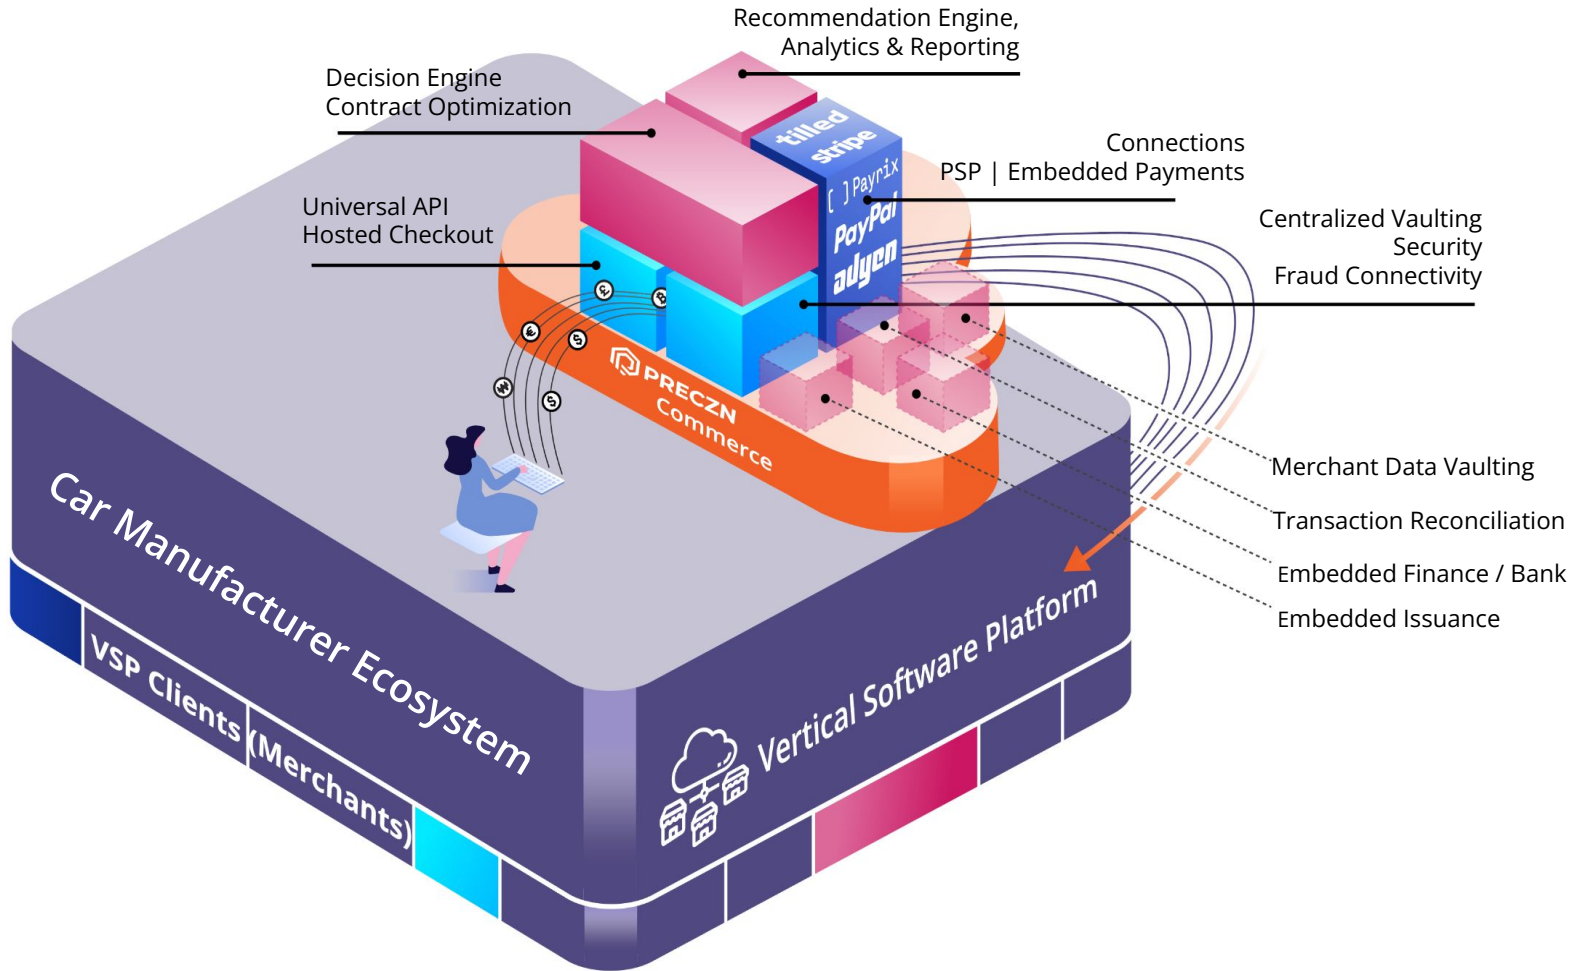 Recommendation Engine,
Analytics & Reporting
Decision Engine
Contract Optimization
Connections
PSP | Embedded Payments
Universal API
Hosted Checkout
Centralized Vaulting
Security
Fraud Connectivity
tilled
stripe
[ ] Payrix
PayPal
adyen
PRECZN
Commerce
Merchant Data Vaulting
Transaction Reconciliation
Embedded Finance / Bank
Embedded Issuance
Car Manufacturer Ecosystem
VSP Clients (Merchants)
Vertical Software Platform